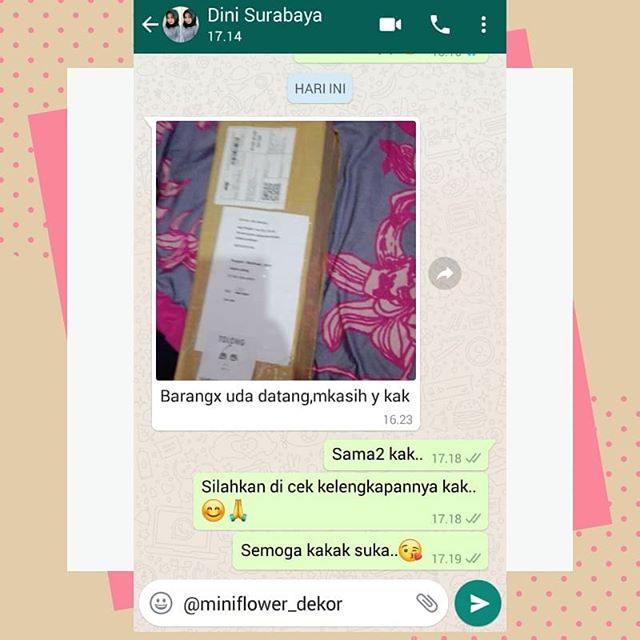 Dini Surabaya
17.14
HARI INI
TOLONG
Barangx uda datang,mkasih y kak
16.23
Sama2 kak.. 17.18
Silahkan di cek kelengkapannya kak..
😊🙏
17.18
Semoga kakak suka..😘 17.19
@miniflower_dekor